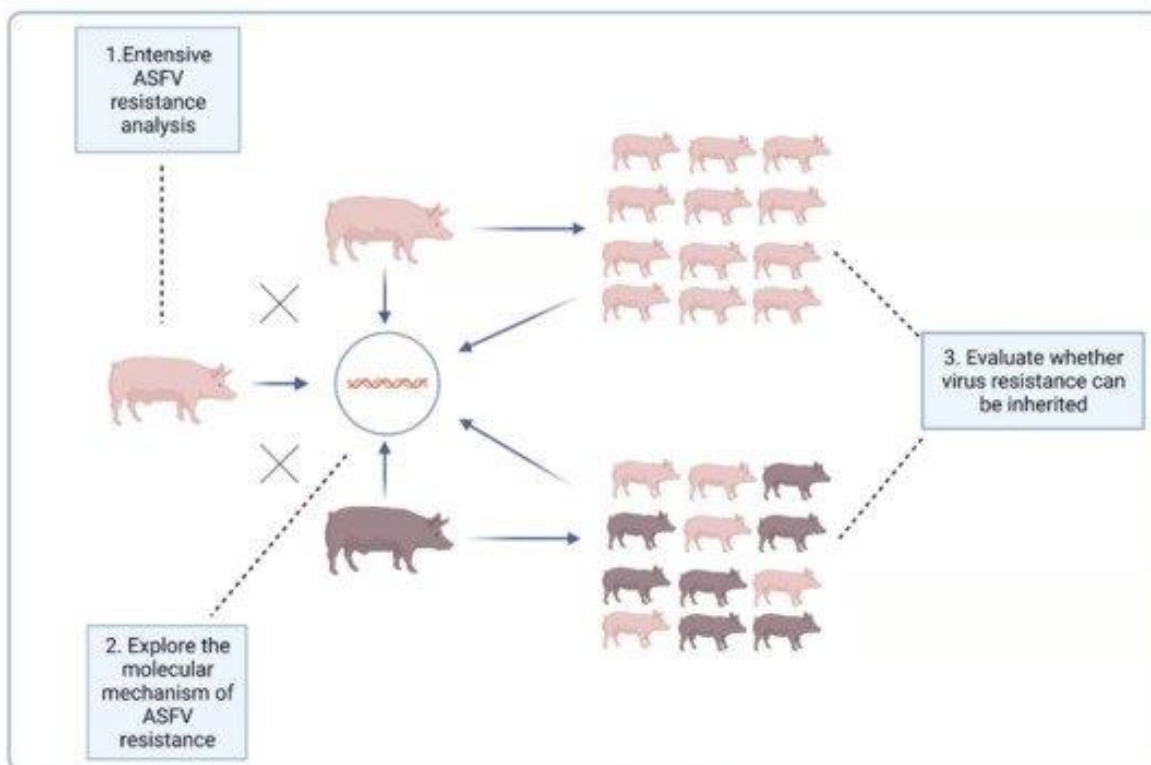 1.Entensive
ASFV
resistance
analysis
3. Evaluate whether
virus resistance can
be inherited
2. Explore the
molecular
mechanism of
ASFV
resistance